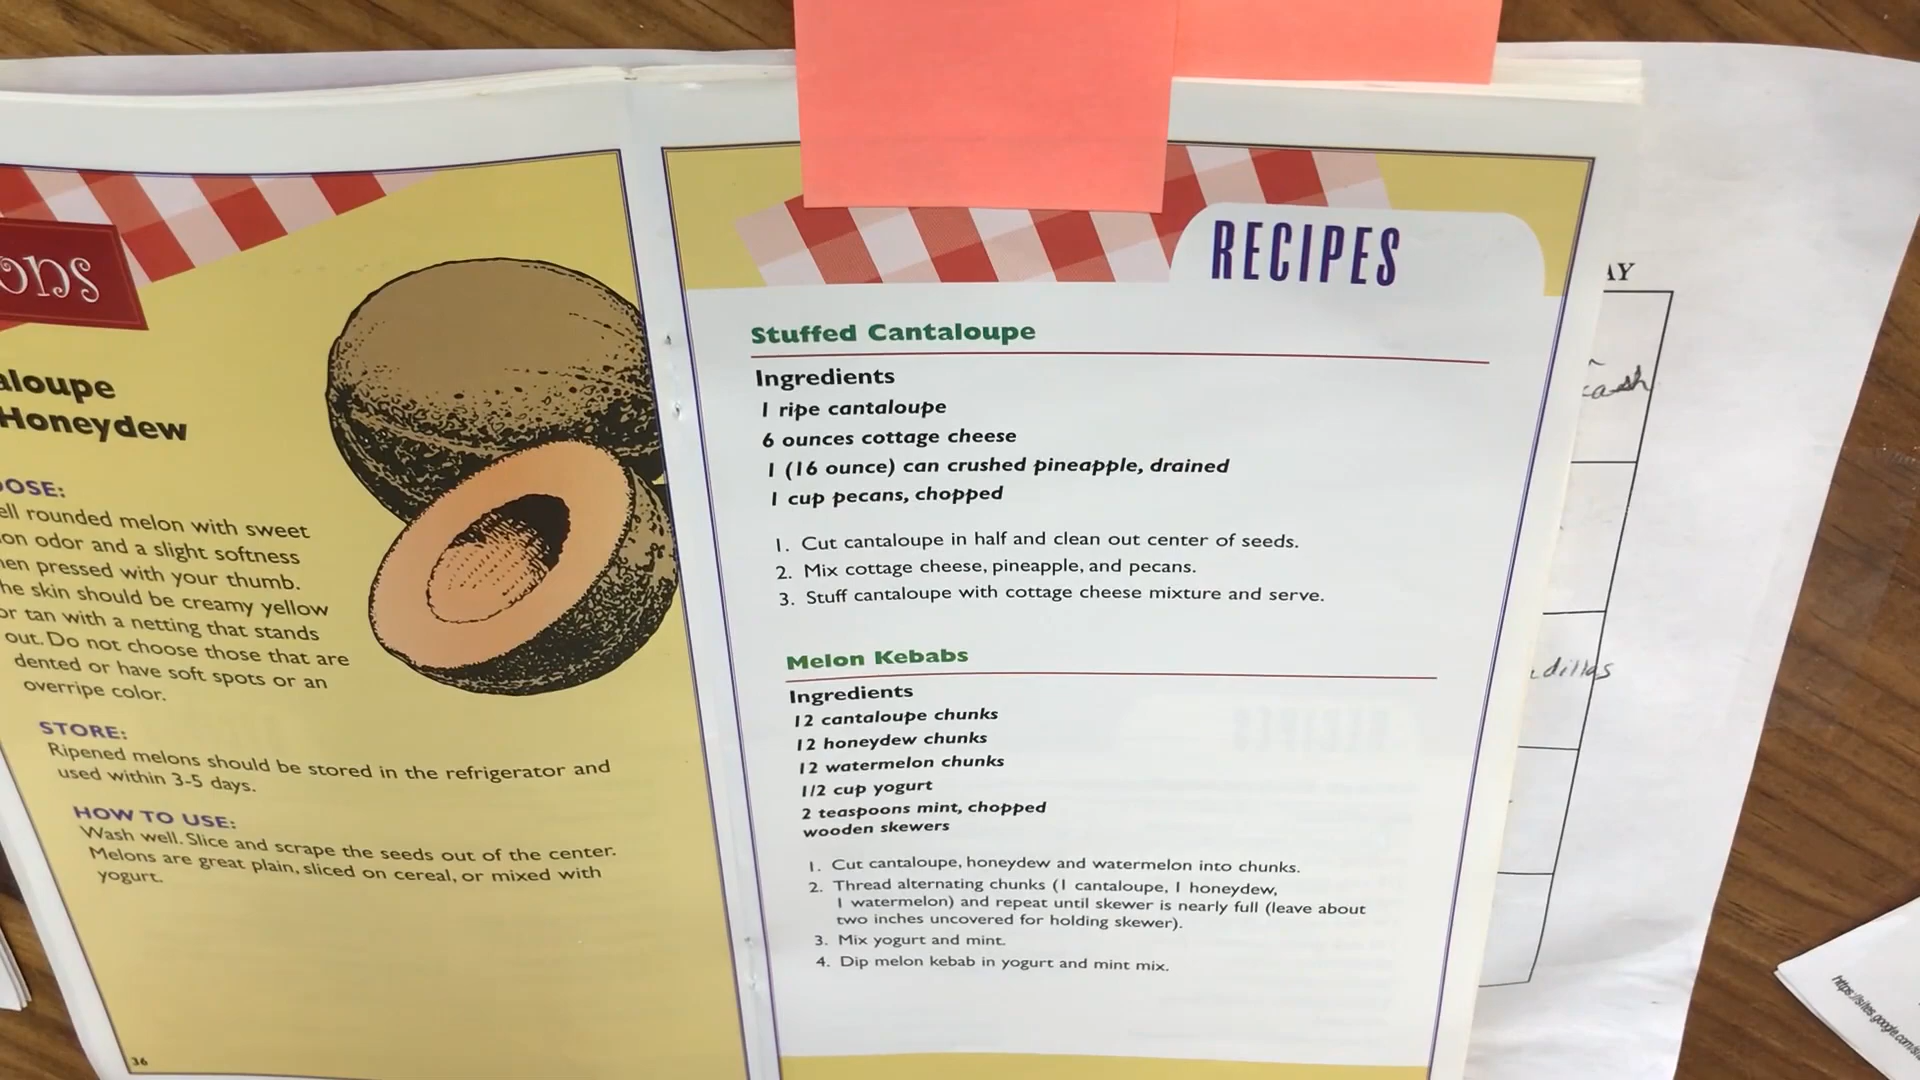 Honeydew
ell rounded melon with sweet
odor and a slight softness
pressed with your thumb.
skin should be creamy yellow
or tan with a netting that stands
out. Do not choose those that are
dented or have soft spots or an
overripe color.
STORE:
Ripened melons should be stored in the refrigerator and
used within 3-5 days.
HOW TO USE:
Wash well. Slice and scrape the seeds out of the center.
Melons are great plain, sliced on cereal, or mixed with
yogurt.
36
RECIPES
Stuffed Cantaloupe
Ingredients
1 ripe cantaloupe
6 ounces cottage cheese
1 (16 ounce) can crushed pineapple, drained
1 cup pecans, chopped
1. Cut cantaloupe in half and clean out center of seeds.
2. Mix cottage cheese, pineapple, and pecans.
3. Stuff cantaloupe with cottage cheese mixture and serve.
Melon Kebabs
Ingredients
12 cantaloupe chunks
12 honeydew chunks
12 watermelon chunks
1/2 cup yogurt
2 teaspoons mint, chopped
wooden skewers
1. Cut cantaloupe, honeydew and watermelon into chunks.
2. Thread alternating chunks (1 cantaloupe, 1 honeydew,
1 watermelon) and repeat until skewer is nearly full (leave about
two inches uncovered for holding skewer).
3. Mix yogurt and mint.
4. Dip melon kebab in yogurt and mint mix.